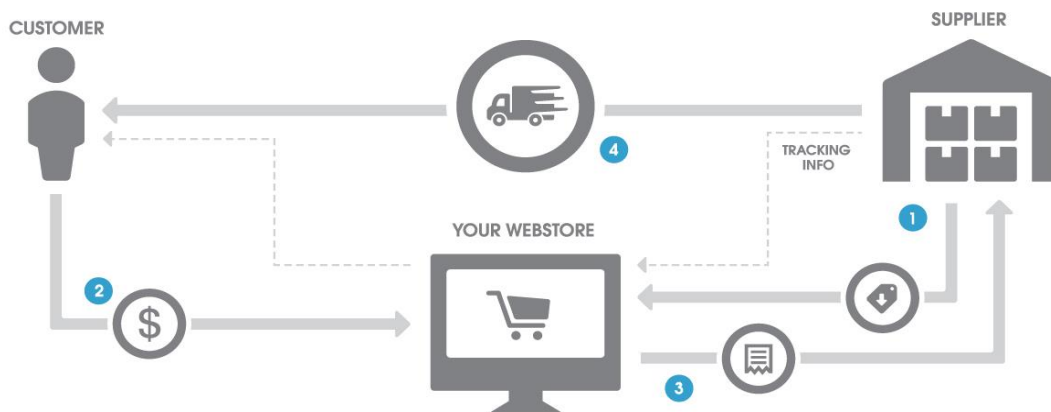 CUSTOMER
SUPPLIER
4
TRACKING
INFO
1
YOUR WEBSTORE
2
$
3